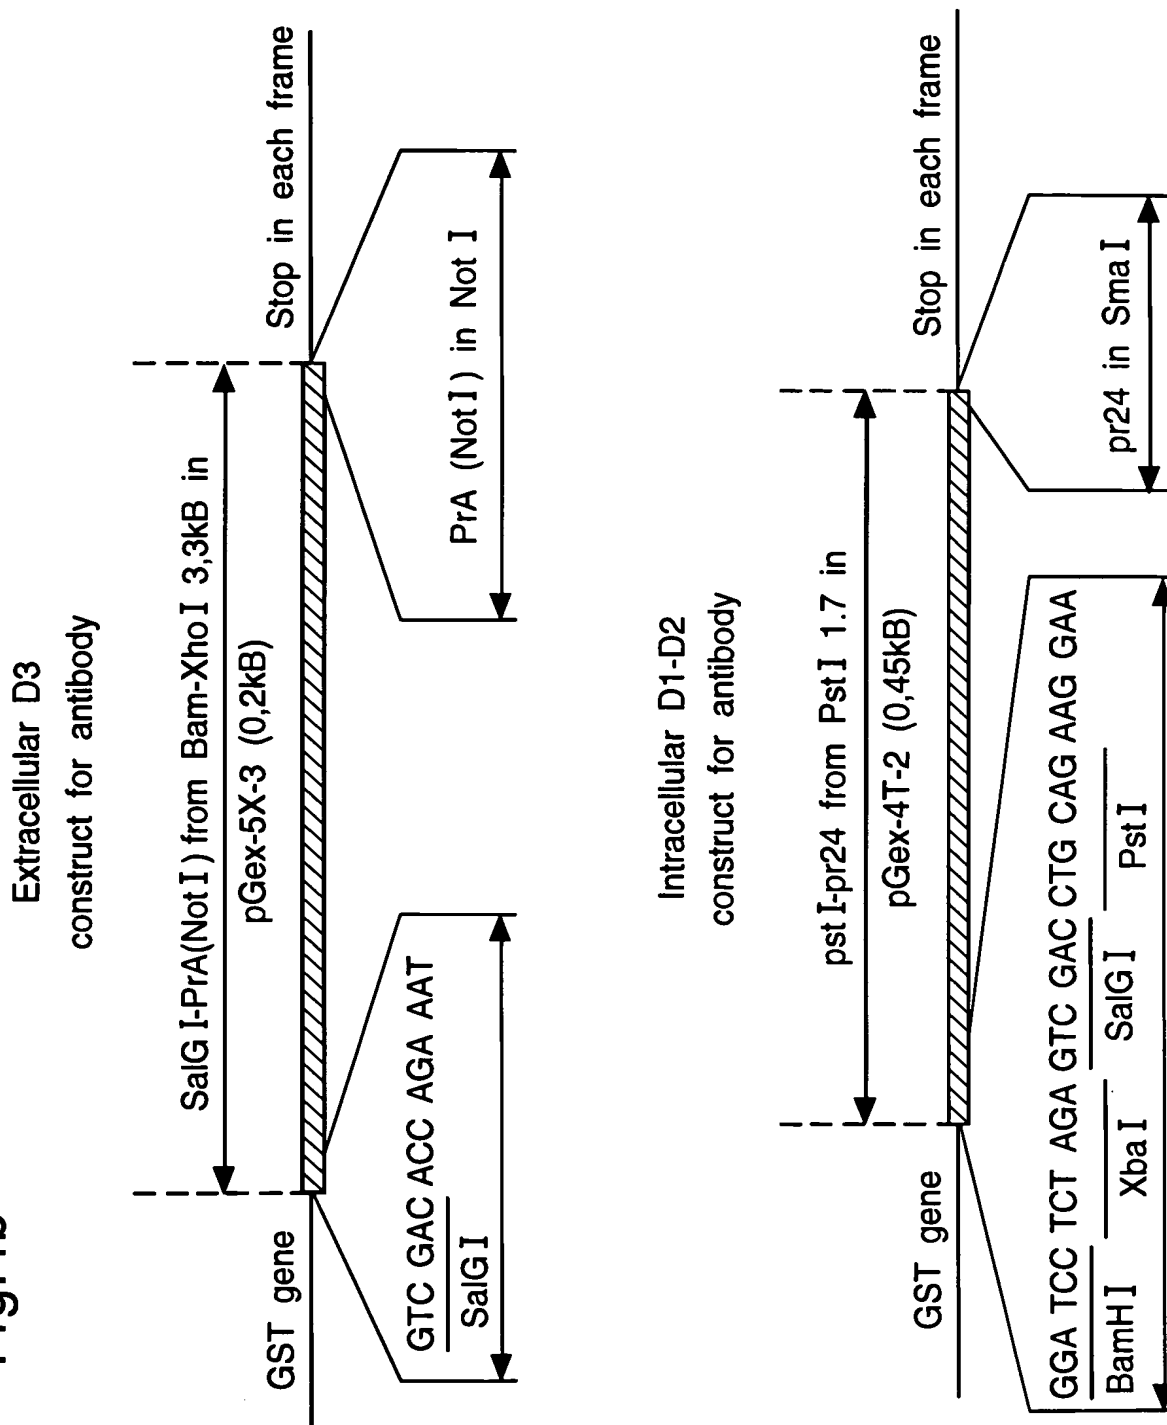 Extracellular D3
construct for antibody
SalG I-PrA(Not I) from Bam-Xho I 3,3kB in
pGex-5X-3 (0,2kB)
GST gene
Stop in each frame
GTC GAC ACC AGA AAT
SalG I
PrA (Not I) in Not I
Intracellular D1-D2
construct for antibody
pst I-pr24 from Pst I 1.7 in
pGex-4T-2 (0,45kB)
GST gene
Stop in each frame
GGA TCC TCT AGA GTC GAC CTG CAG AAG GAA
BamH I
Xba I
SalG I
Pst I
pr24 in Sma I